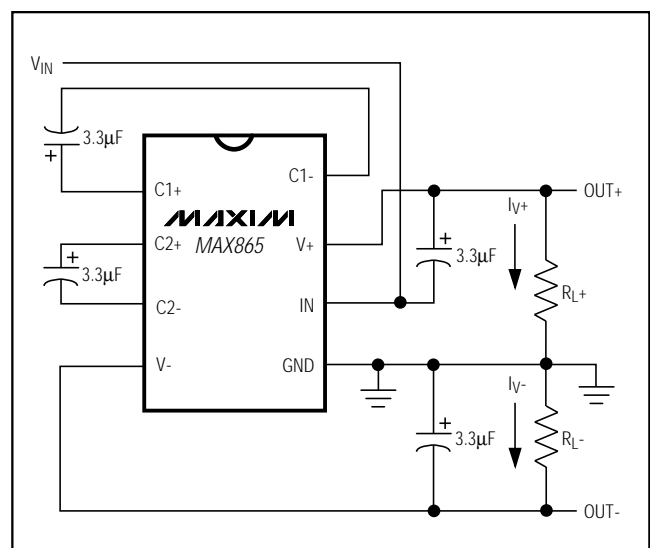 VIN
3.3µF
+
C1+
C1-
OUT+
IV+
MAXIM
MAX865
C2+
V+
+
3.3µF
+
3.3µF
RL+
C2-
IN
V-
GND
IV-
+
3.3µF
RL-
OUT-